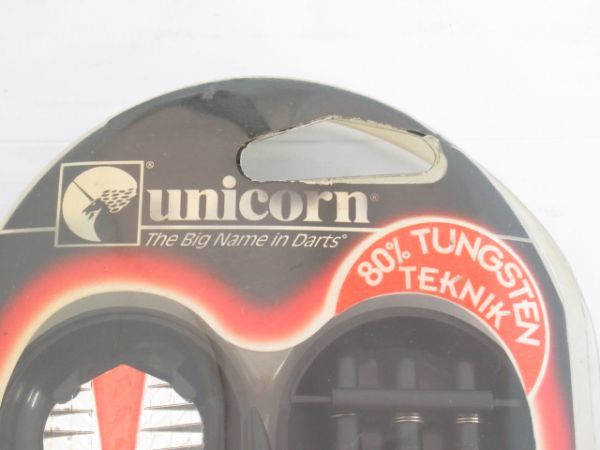 unicorn®
The Big Name in Darts®
80% TUNGSTEN
TEKNIK